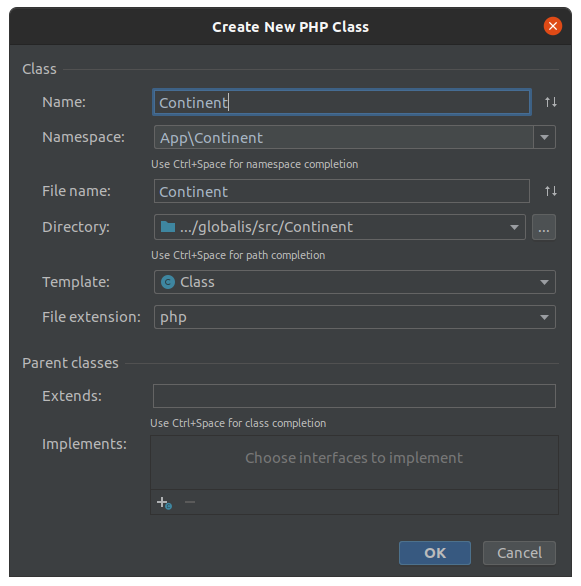 Create New PHP Class
Class
Name: Continent
Namespace: App\Continent
Use Ctrl+Space for namespace completion
File name: Continent
Directory: .../globalis/src/Continent ...
Use Ctrl+Space for path completion
Template: C Class
File extension: php
Parent classes
Extends:
Use Ctrl+Space for class completion
Implements: Choose interfaces to implement
OK Cancel